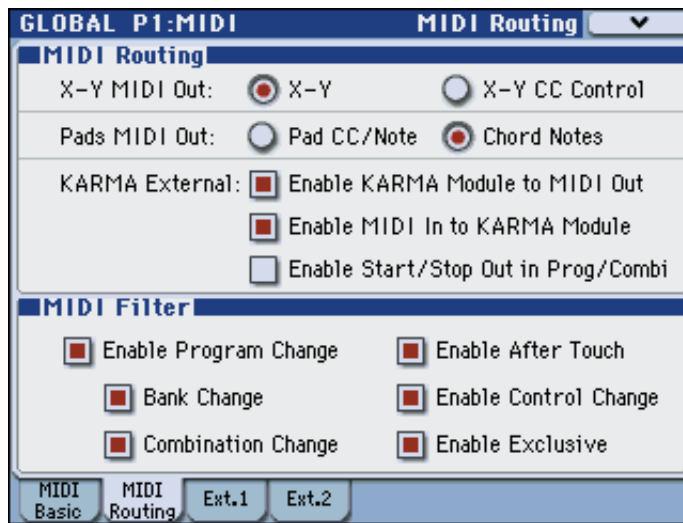 GLOBAL P1:MIDI MIDI Routing
MIDI Routing
X-Y MIDI Out: X-Y X-Y CC Control
Pads MIDI Out: Pad CC/Note Chord Notes
KARMA External: Enable KARMA Module to MIDI Out
Enable MIDI In to KARMA Module
Enable Start/Stop Out in Prog/Combi
MIDI Filter
Enable Program Change Enable After Touch
Bank Change Enable Control Change
Combination Change Enable Exclusive
MIDI Basic MIDI Routing Ext.1 Ext.2